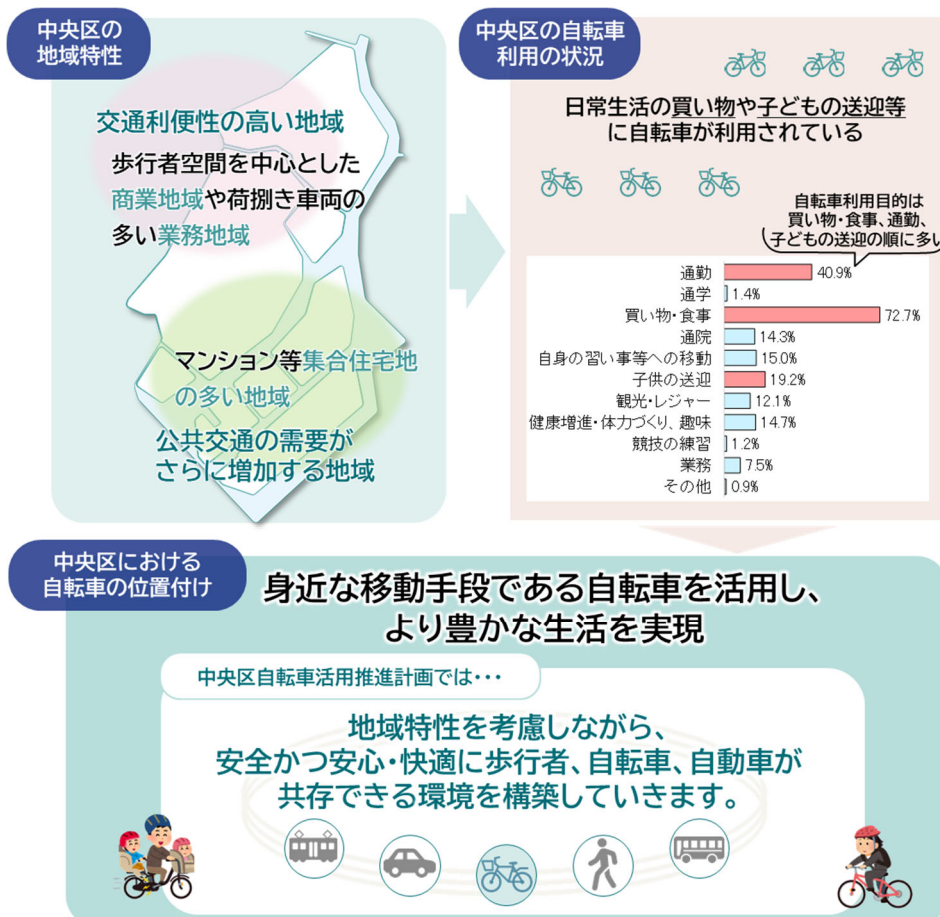 中央区の
地域特性
交通利便性の高い地域
歩行者空間を中心とした
商業地域や荷捌き車両の
多い業務地域
マンション等集合住宅地
の多い地域
公共交通の需要が
さらに増加する地域
中央区の自転車
利用の状況
日常生活の買い物や子どもの送迎等
に自転車が利用されている
自転車利用目的は
買い物・食事、通勤、
子どもの送迎の順に多い
通勤 40.9%
通学 1.4%
買い物・食事 72.7%
通院 14.3%
自身の習い事等への移動 15.0%
子供の送迎 19.2%
観光・レジャー 12.1%
健康増進・体力づくり、趣味 14.7%
競技の練習 1.2%
業務 7.5%
その他 0.9%
中央区における
自転車の位置付け
身近な移動手段である自転車を活用し、
より豊かな生活を実現
中央区自転車活用推進計画では・・・
地域特性を考慮しながら、
安全かつ安心・快適に歩行者、自転車、自動車が
共存できる環境を構築していきます。